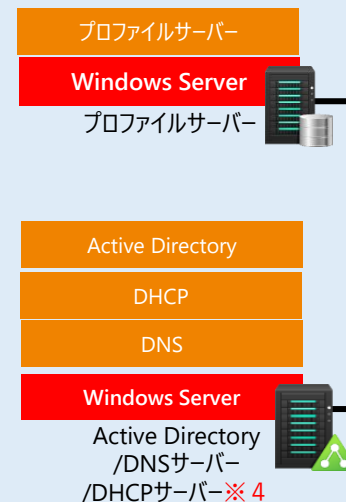 プロファイルサーバー
Windows Server
プロファイルサーバー
Active Directory
DHCP
DNS
Windows Server
Active Directory
/DNSサーバー
/DHCPサーバー※４